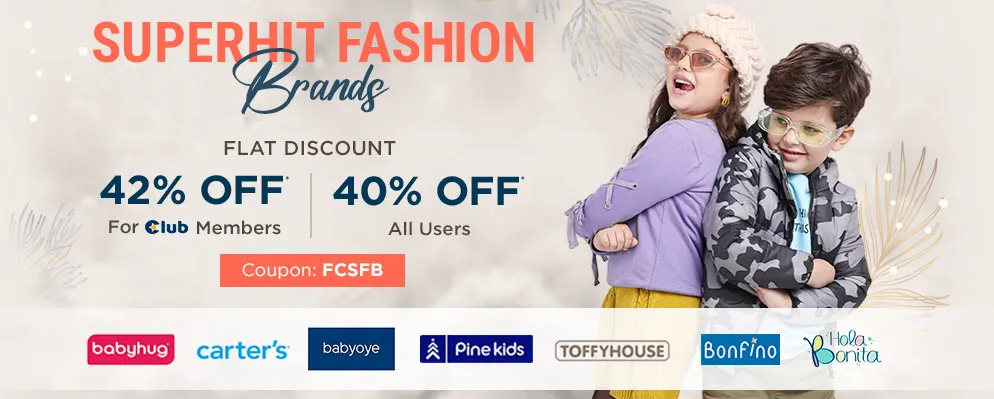 SUPERHIT FASHION
Brands
FLAT DISCOUNT
42% OFF*
For Club Members
40% OFF*
All Users
Coupon: FCSFB
babyhug
carter's
babyoye
Pine kids
TOFFYHOUSE
BONFINO
Hola
Bonita